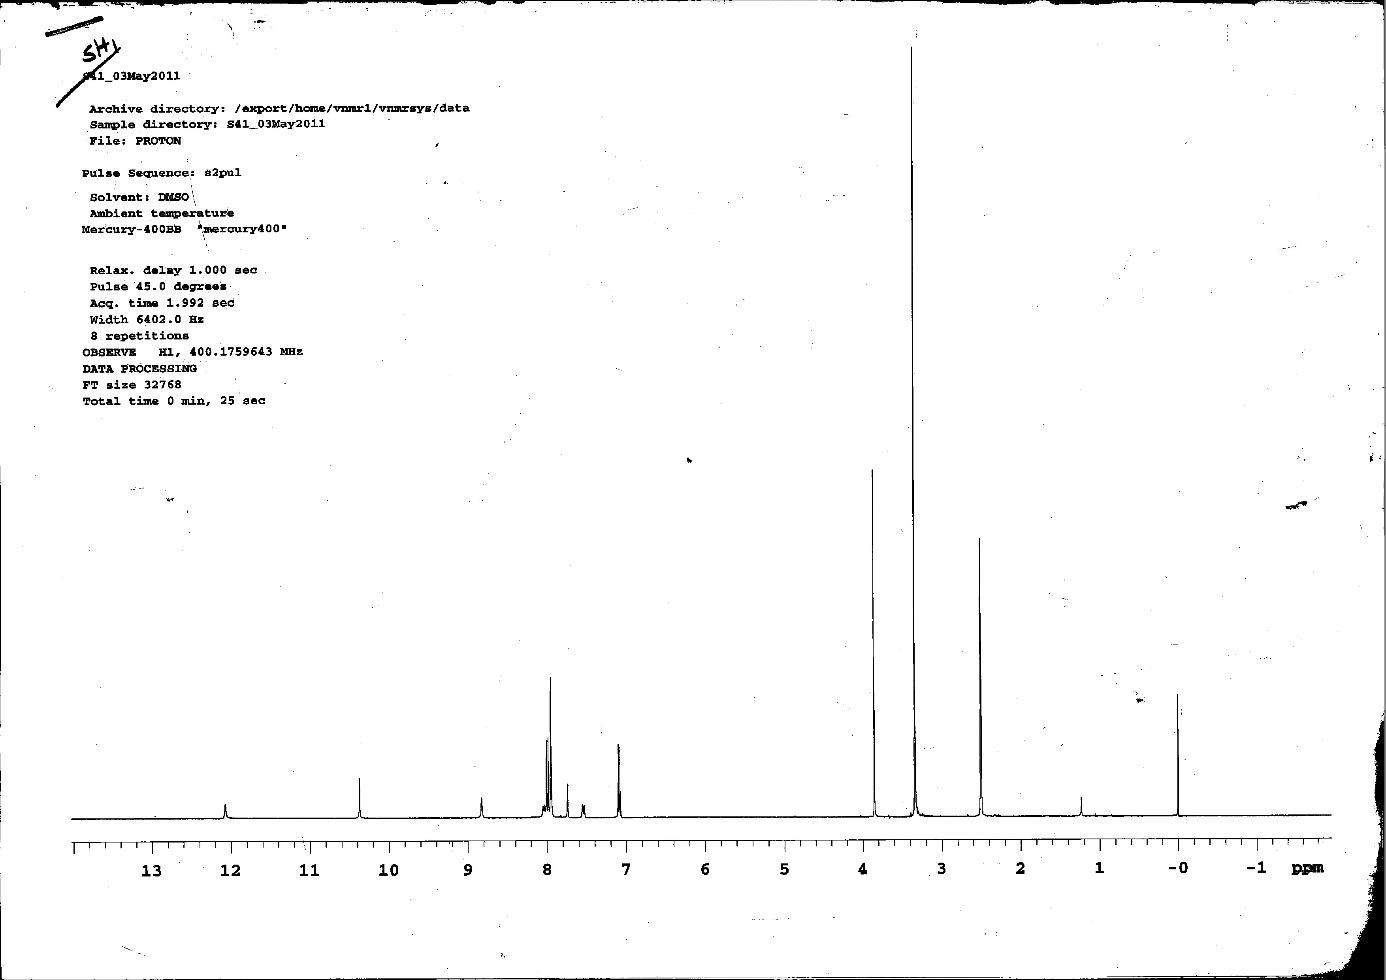 SH1
S41_03May2011
Archive directory: /export/home/vnmr1/vnmrsys/data
Sample directory: S41_03May2011
File: PROTON
Pulse Sequence: s2pul
Solvent: DMSO
Ambient temperature
Mercury-400BB "mercury400"
Relax. delay 1.000 sec
Pulse 45.0 degrees
Acq. time 1.992 sec
Width 6402.0 Hz
8 repetitions
OBSERVE H1, 400.1759643 MHz
DATA PROCESSING
FT size 32768
Total time 0 min, 25 sec
13 12 11 10 9 8 7 6 5 4 3 2 1 -0 -1 ppm